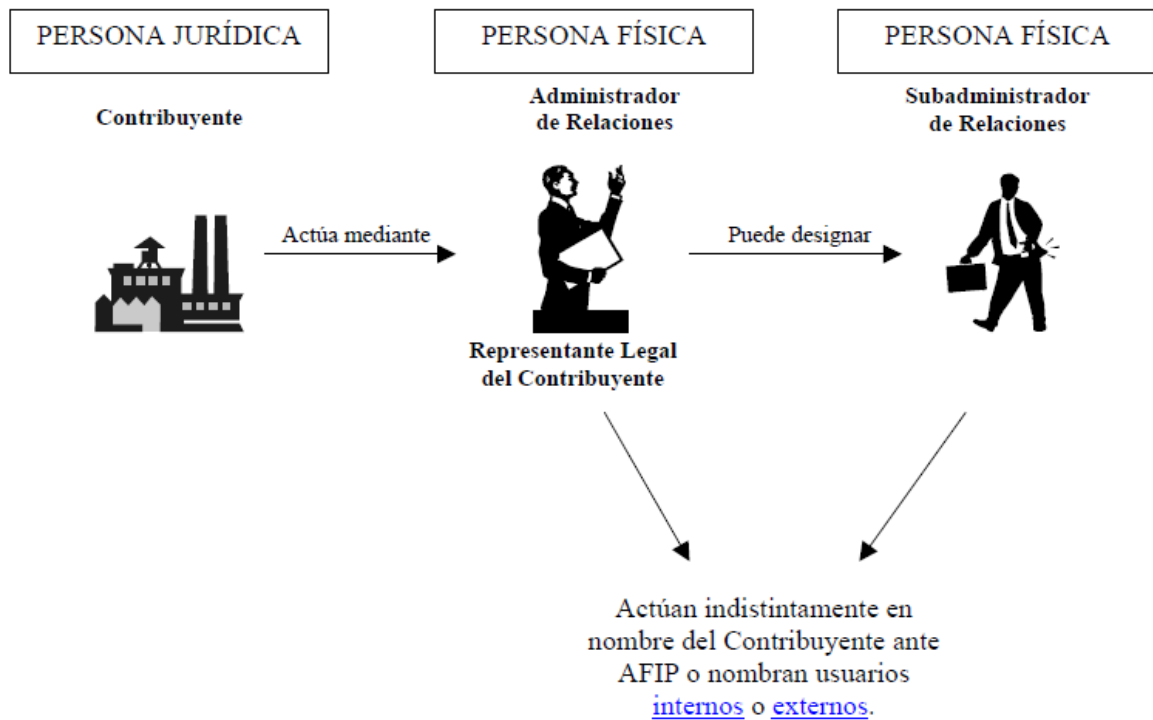 PERSONA JURÍDICA
PERSONA FÍSICA
PERSONA FÍSICA
Contribuyente
Administrador
de Relaciones
Subadministrador
de Relaciones
Actúa mediante
Puede designar
Representante Legal
del Contribuyente
Actúan indistintamente en
nombre del Contribuyente ante
AFIP o nombran usuarios
internos o externos.